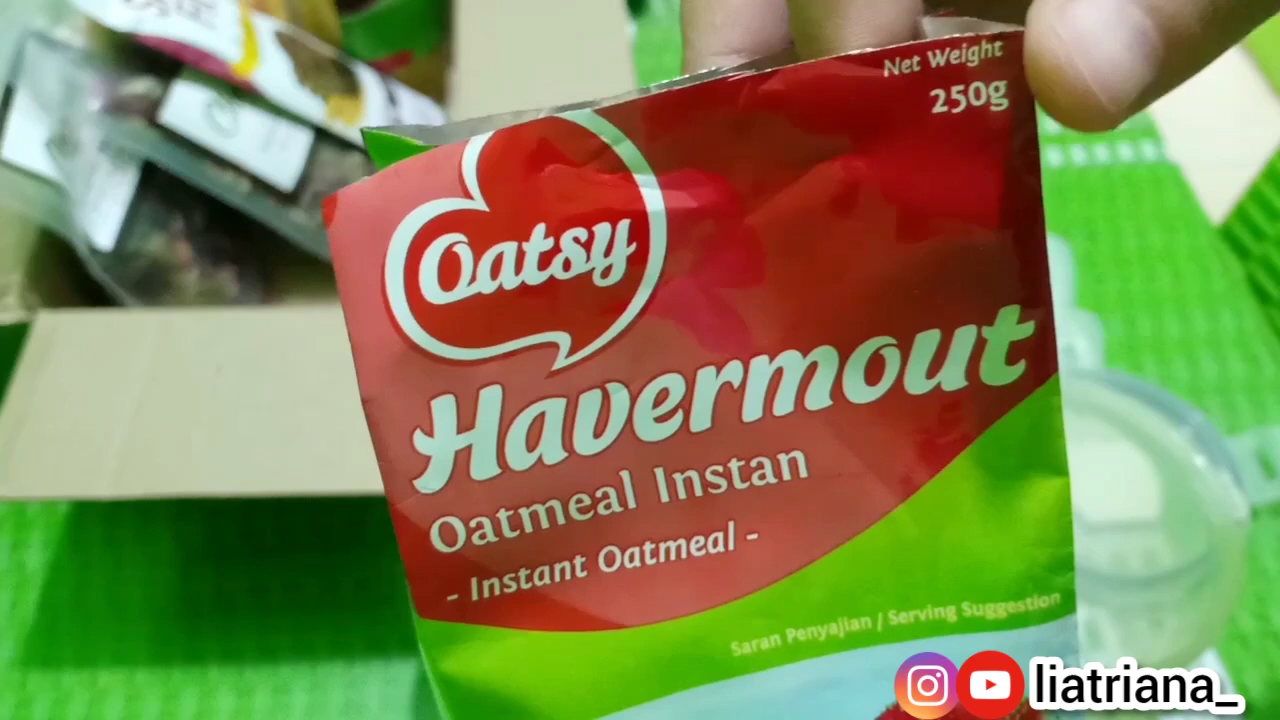 Net Weight
250g
Oatsy
Havermout
Oatmeal Instan
- Instant Oatmeal -
Saran Penyajian / Serving Suggestion
liatriana_